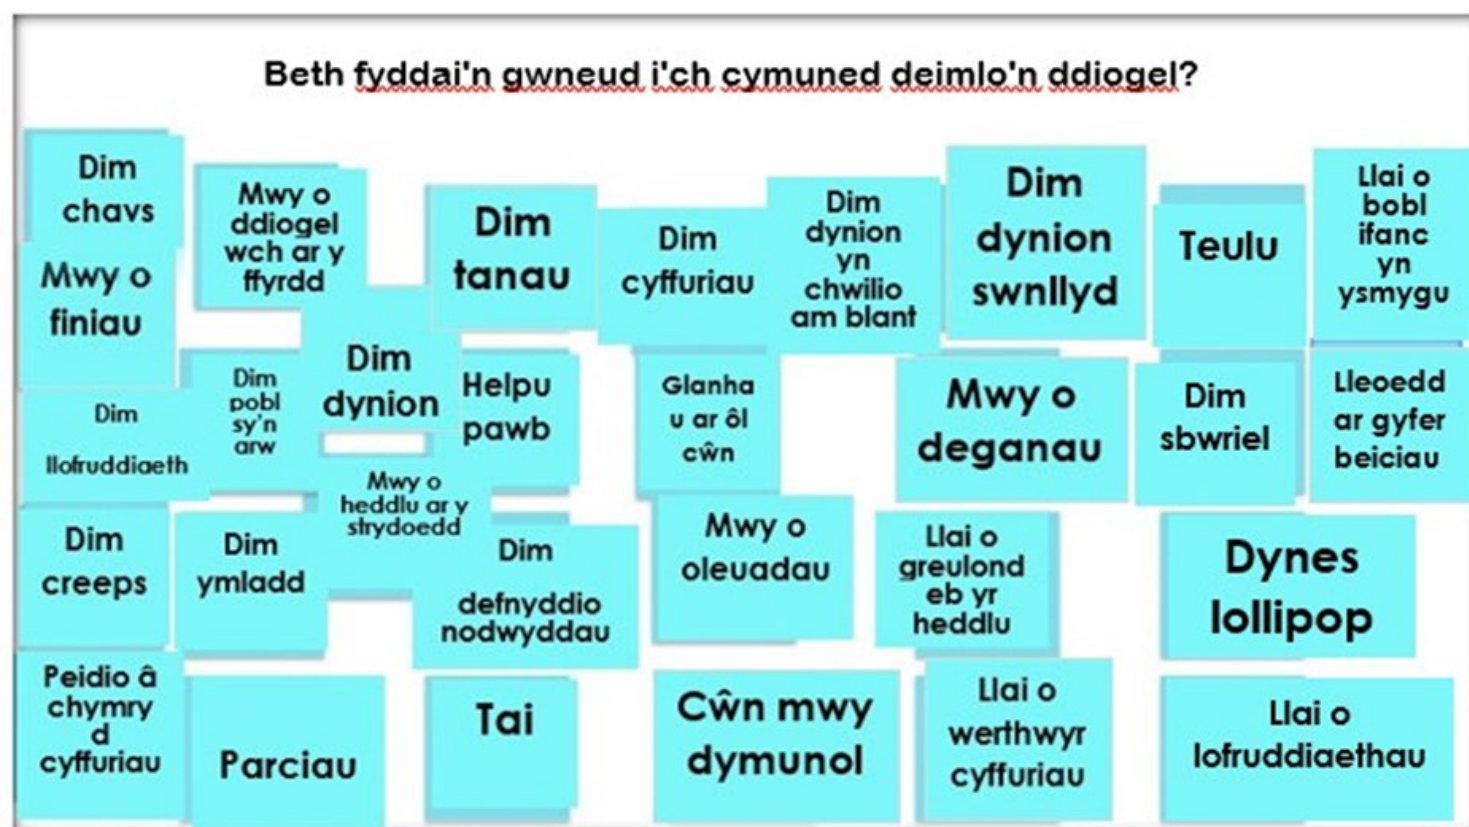 Beth fyddai'n gwneud i'ch cymuned deimlo'n ddiogel?
Dim
chavs
Mwy o
ddiogel
wch ar y
ffyrdd
Dim
tanau
Dim
cyffuriau
Dim
dynion
yn
chwilio
am blant
Dim
dynion
swnllyd
Teulu
Llai o
bobl
ifanc
yn
ysmygu
Mwy o
finiau
Dim
pobl
sy'n
arw
Dim
dynion
Helpu
pawb
Glanha
u ar ôl
cŵn
Mwy o
deganau
Dim
sbwriel
Lleoedd
ar gyfer
beiciau
Dim
llofruddiaeth
Mwy o
heddlu ar y
strydoedd
Dim
creeps
Dim
ymladd
Dim
defnyddio
nodwyddau
Mwy o
oleuadau
Llai o
greulond
eb yr
heddlu
Dynes
lollipop
Peidio â
chymry
d
cyffuriau
Parciau
Tai
Cŵn mwy
dymunol
Llai o
werthwyr
cyffuriau
Llai o
lofruddiaethau